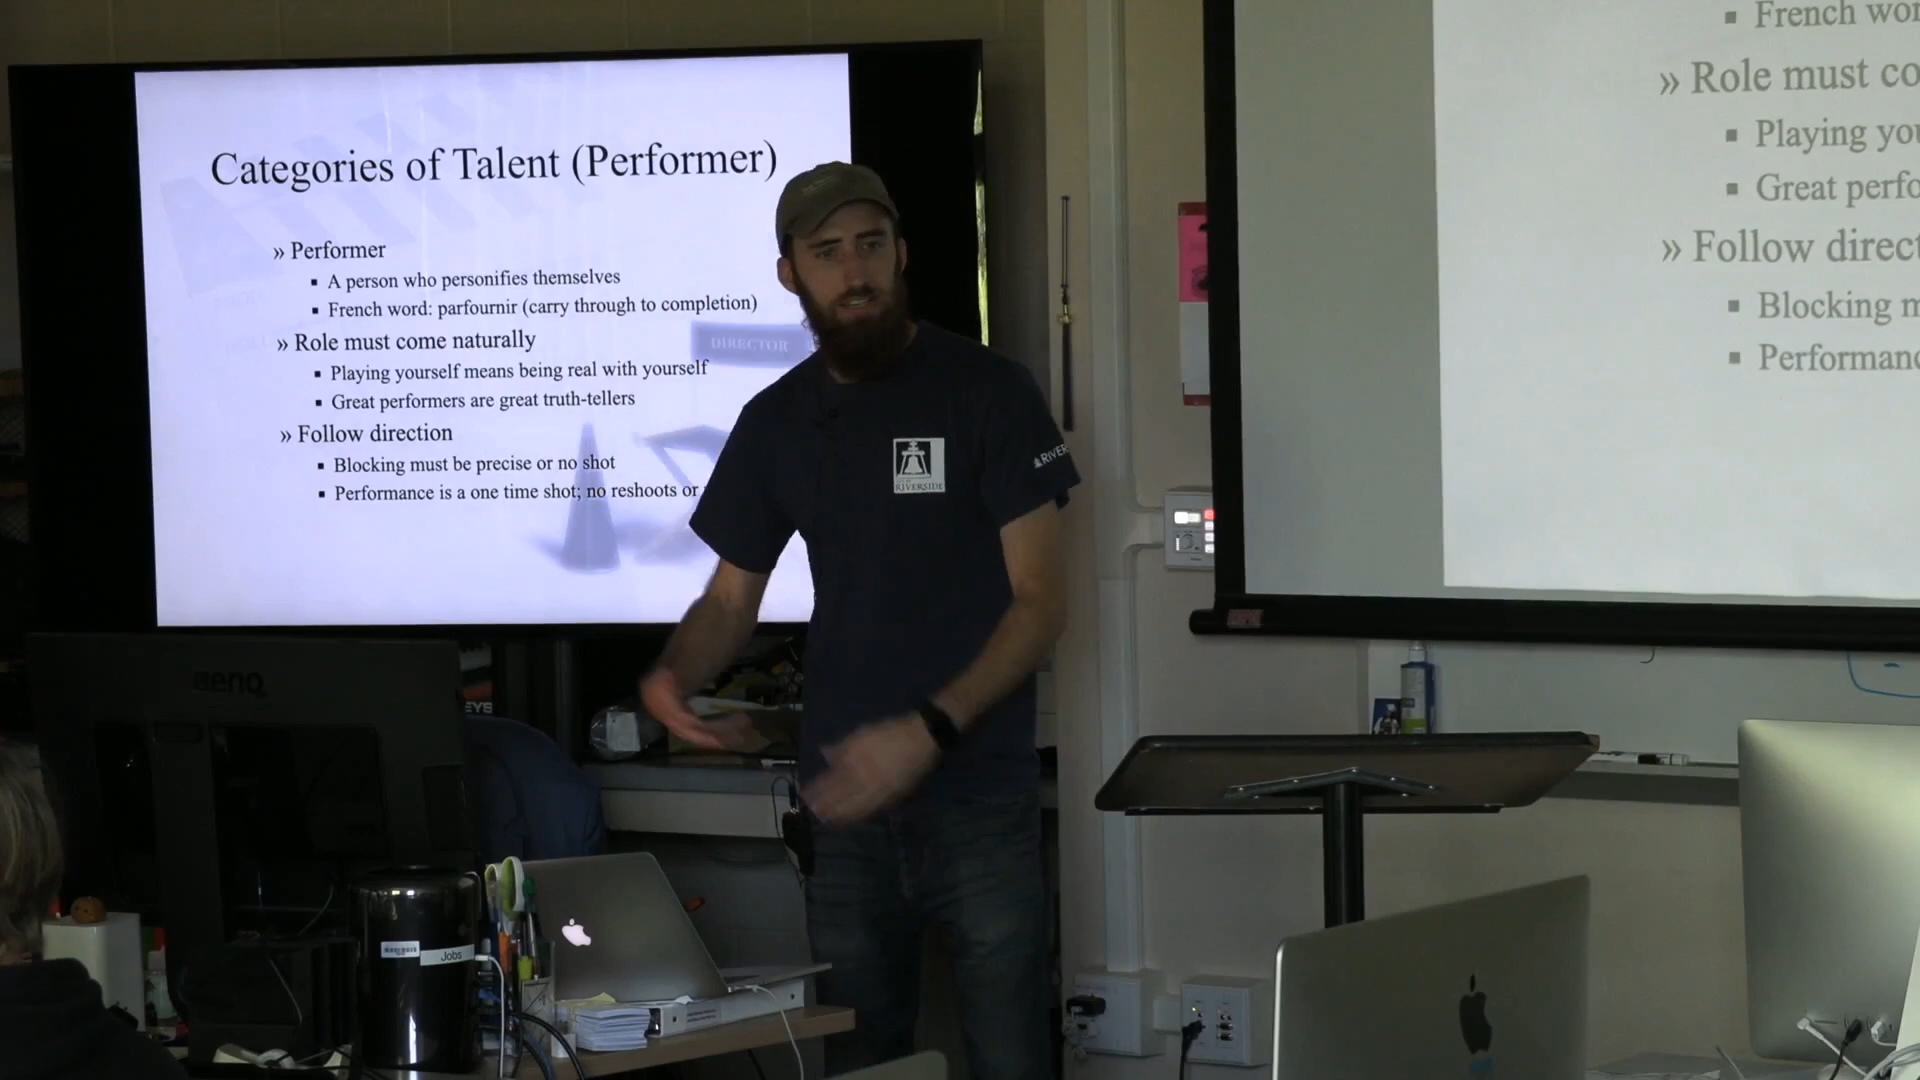 Categories of Talent (Performer)
» Performer
▪ A person who personifies themselves
▪ French word: parfournir (carry through to completion)
» Role must come naturally
▪ Playing yourself means being real with yourself
▪ Great performers are great truth-tellers
» Follow direction
▪ Blocking must be precise or no shot
▪ Performance is a one time shot; no reshoots or
DIRECTOR
▪ French wor
» Role must co
▪ Playing you
▪ Great perfo
» Follow direct
▪ Blocking m
▪ Performanc
RIVERSIDE
RIVER
BenQ
EYS
Jobs